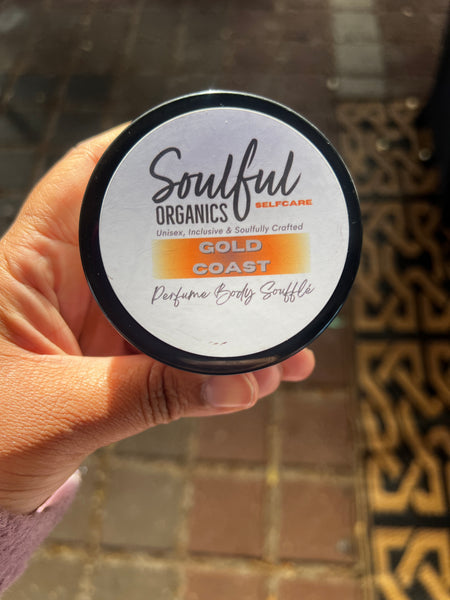 Soulful
ORGANICS
SELFCARE
Unisex, Inclusive & Soulfully Crafted
GOLD
COAST
Perfume Body Soufflé